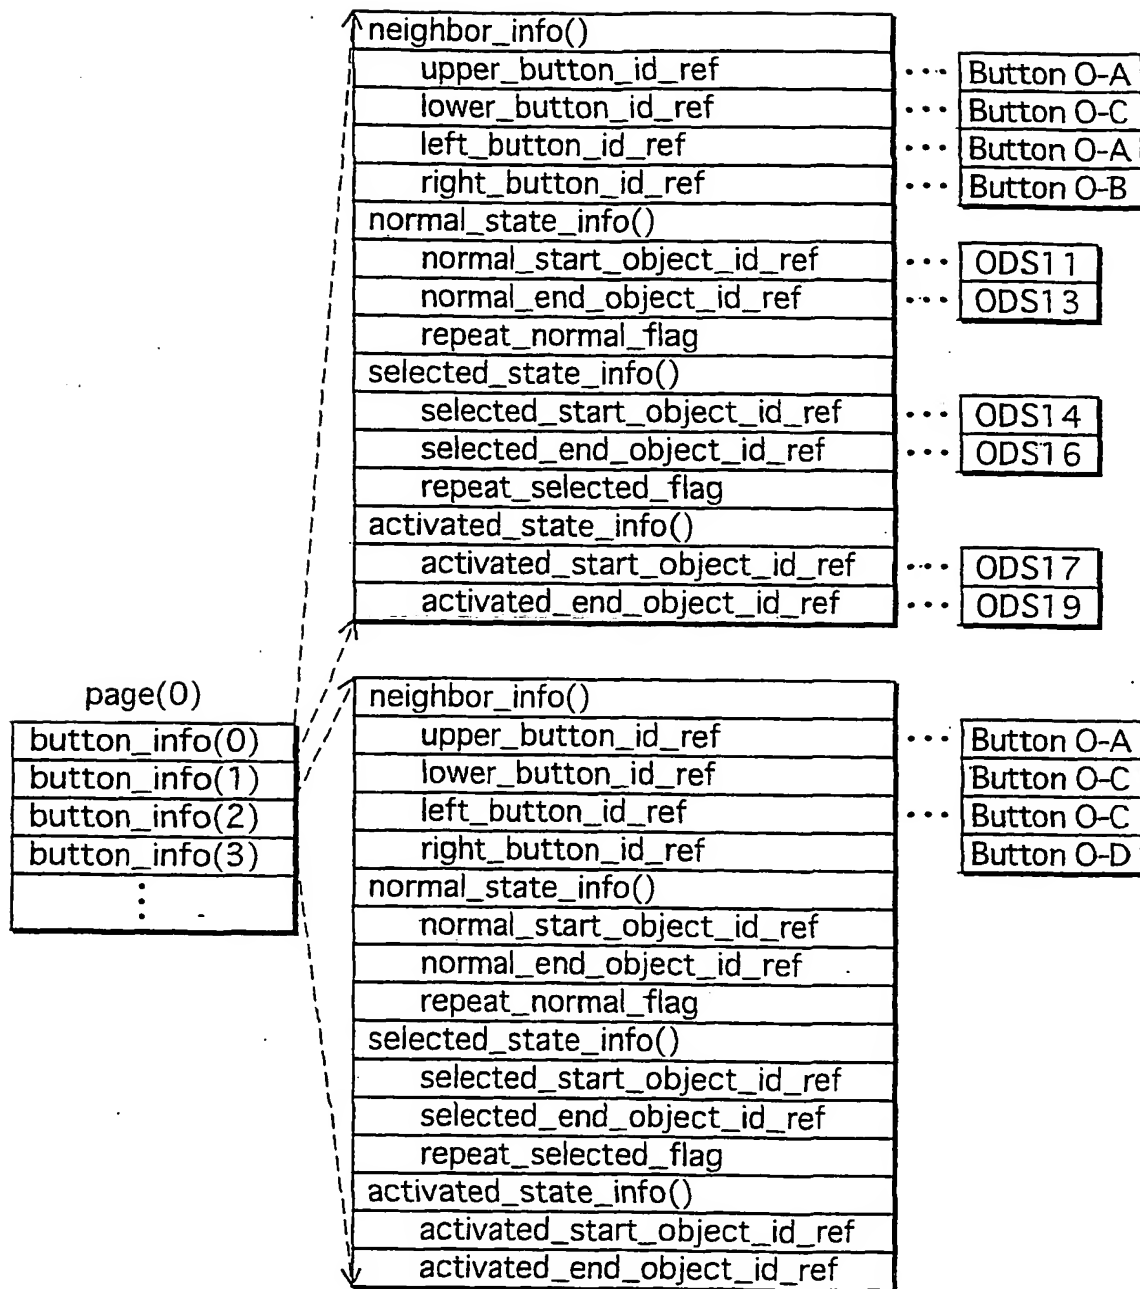 neighbor_info()
upper_button_id_ref ··· Button O-A
lower_button_id_ref ··· Button O-C
left_button_id_ref ··· Button O-A
right_button_id_ref ··· Button O-B
normal_state_info()
normal_start_object_id_ref ··· ODS11
normal_end_object_id_ref ··· ODS13
repeat_normal_flag
selected_state_info()
selected_start_object_id_ref ··· ODS14
selected_end_object_id_ref ··· ODS16
repeat_selected_flag
activated_state_info()
activated_start_object_id_ref ··· ODS17
activated_end_object_id_ref ··· ODS19
page(0)
button_info(0)
button_info(1)
button_info(2)
button_info(3)
⋮
neighbor_info()
upper_button_id_ref ··· Button O-A
lower_button_id_ref Button O-C
left_button_id_ref ··· Button O-C
right_button_id_ref Button O-D
normal_state_info()
normal_start_object_id_ref
normal_end_object_id_ref
repeat_normal_flag
selected_state_info()
selected_start_object_id_ref
selected_end_object_id_ref
repeat_selected_flag
activated_state_info()
activated_start_object_id_ref
activated_end_object_id_ref